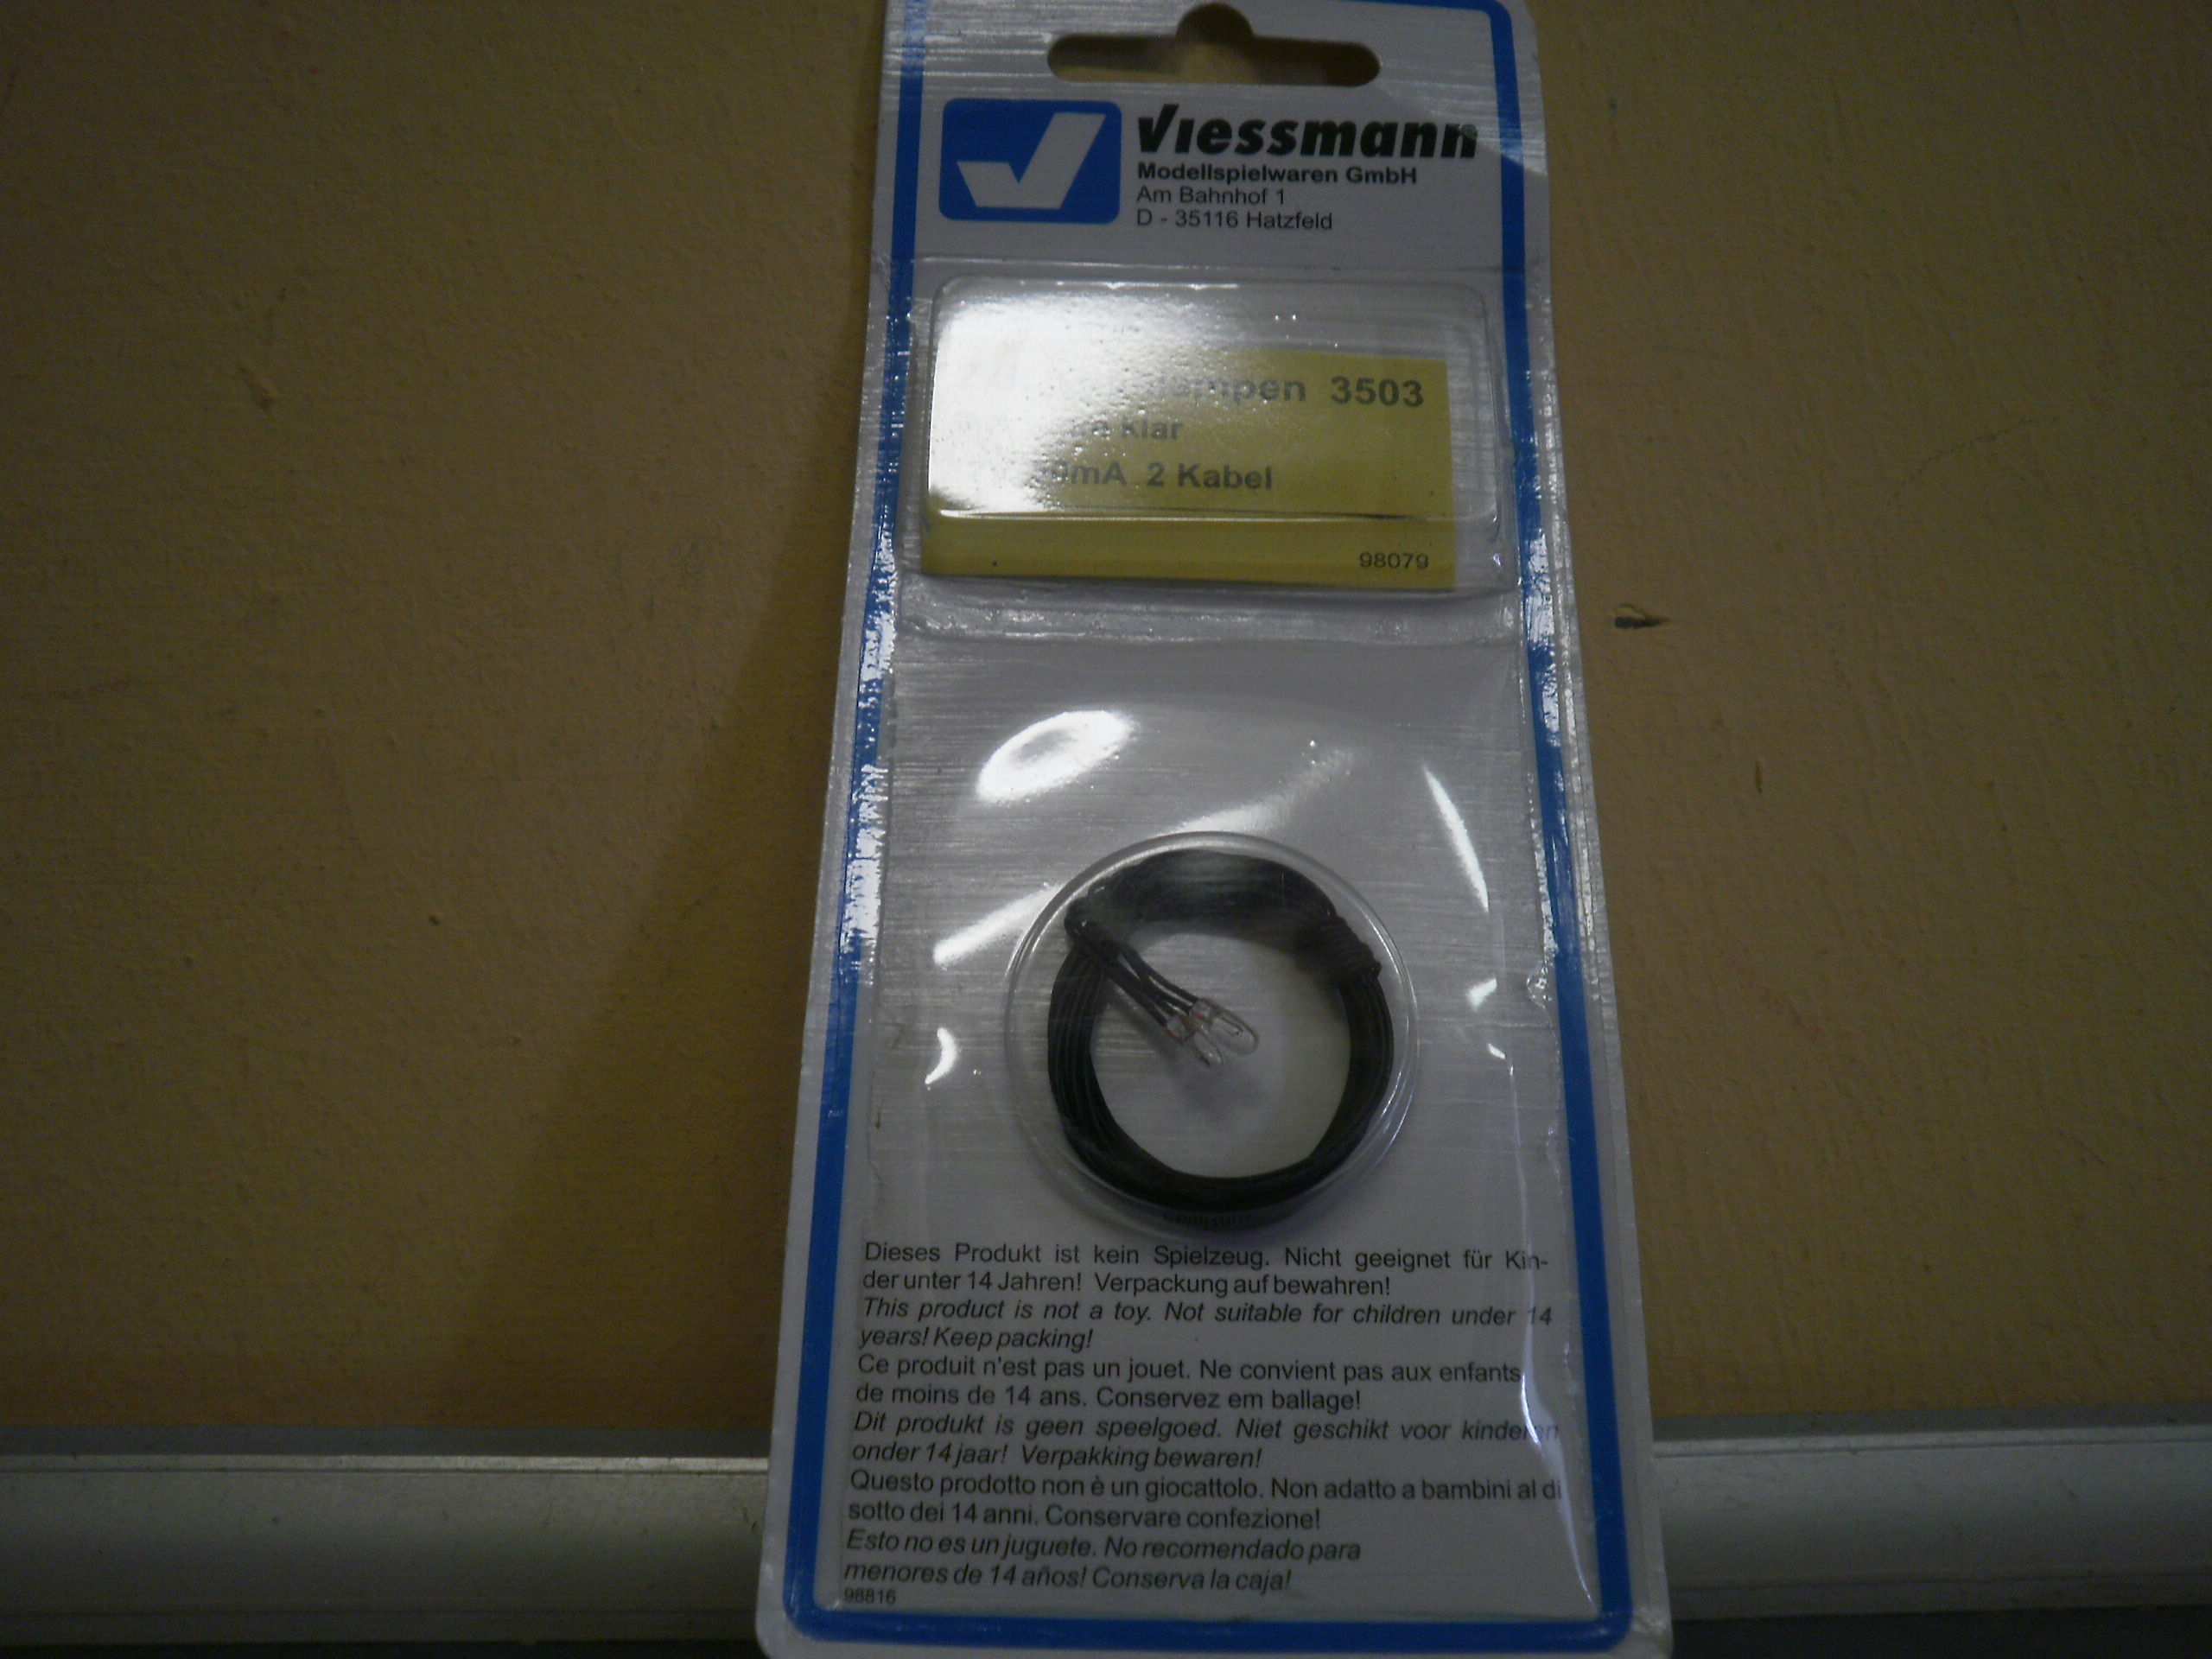 Viessmann
Modellspielwaren GmbH
Am Bahnhof 1
D - 35116 Hatzfeld
3503
klar
2 Kabel
98079
Dieses Produkt ist kein Spielzeug. Nicht geeignet für Kin-
der unter 14 Jahren! Verpackung auf bewahren!
This product is not a toy. Not suitable for children under 14
years! Keep packing!
Ce produit n'est pas un jouet. Ne convient pas aux enfants
de moins de 14 ans. Conservez em ballage!
Dit produkt is geen speelgoed. Niet geschikt voor kinderen
onder 14 jaar! Verpakking bewaren!
Questo prodotto non è un giocattolo. Non adatto a bambini al di
sotto dei 14 anni. Conservare confezione!
Esto no es un juguete. No recomendado para
menores de 14 años! Conserva la caja!
98816